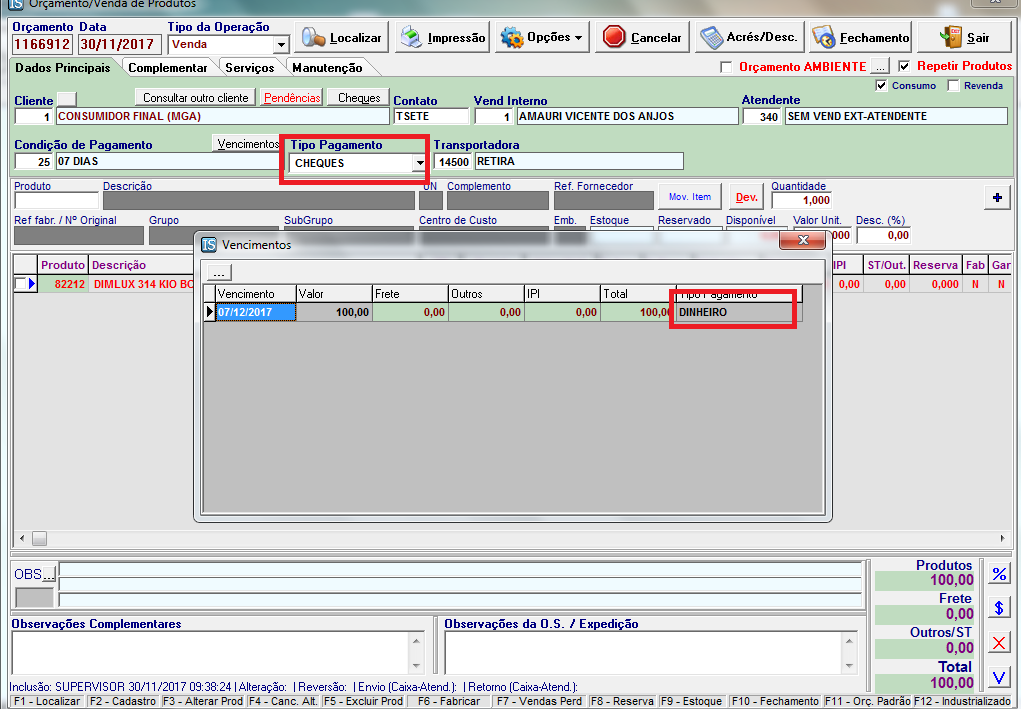 IS Orçamento/Venda de Produtos
Orçamento Data Tipo da Operação
1166912 30/11/2017 Venda
Localizar Impressão Opções Cancelar Acrés/Desc. Fechamento Sair
Dados Principais Complementar Serviços Manutenção
Orçamento AMBIENTE ... Repetir Produtos
Consumo Revenda
Cliente Consultar outro cliente Pendências Cheques Contato Vend Interno Atendente
1 CONSUMIDOR FINAL (MGA) TSETE 1 AMAURI VICENTE DOS ANJOS 340 SEM VEND EXT-ATENDENTE
Condição de Pagamento Vencimentos Tipo Pagamento Transportadora
25 07 DIAS CHEQUES 14500 RETIRA
Produto Descrição UN Complemento Ref. Fornecedor Mov. Item Dev. Quantidade
1,000 +
Ref fabr. / Nº Original Grupo SubGrupo Centro de Custo Emb. Estoque Reservado Disponível Valor Unit. Desc. (%)
000 0,00
IS Vencimentos
...
Produto Descrição IPI ST/Out. Reserva Fab Gar
82212 DIMLUX 314 KIO 0,00 0,00 0,000 N N
Vencimento Valor Frete Outros IPI Total Tipo Pagamento
07/12/2017 100,00 0,00 0,00 0,00 100,00 DINHEIRO
OBS...
Produtos %
100,00
Frete
0,00 $
Outros/ST
0,00 X
Total
100,00 V
Observações Complementares Observações da O.S. / Expedição
Inclusão: SUPERVISOR 30/11/2017 09:38:24 | Alteração: | Reversão: | Envio (Caixa-Atend.): | Retorno (Caixa-Atend.):
F1 - Localizar F2 - Cadastro F3 - Alterar Prod F4 - Canc. Alt. F5 - Excluir Prod F6 - Fabricar F7 - Vendas Perd F8 - Reserva F9 - Estoque F10 - Fechamento F11 - Orç. Padrão F12 - Industrializado